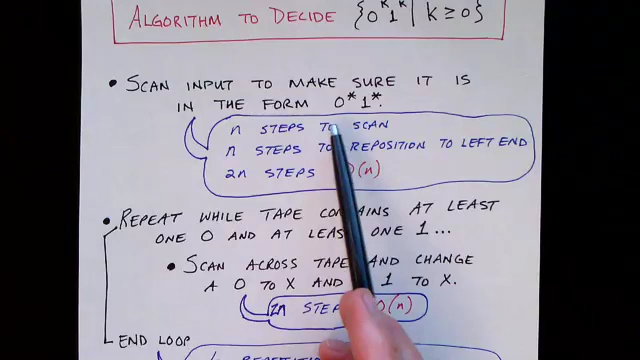 ALGORITHM TO DECIDE {0^K 1^K | K ≥ 0}
• SCAN INPUT TO MAKE SURE IT IS
IN THE FORM 0*1*.
n STEPS TO SCAN
n STEPS TO REPOSITION TO LEFT END
2n STEPS O(n)
• REPEAT WHILE TAPE CONTAINS AT LEAST
ONE 0 AND AT LEAST ONE 1...
• SCAN ACROSS TAPE AND CHANGE
A 0 TO X AND 1 TO X.
2n STEPS O(n)
END LOOP